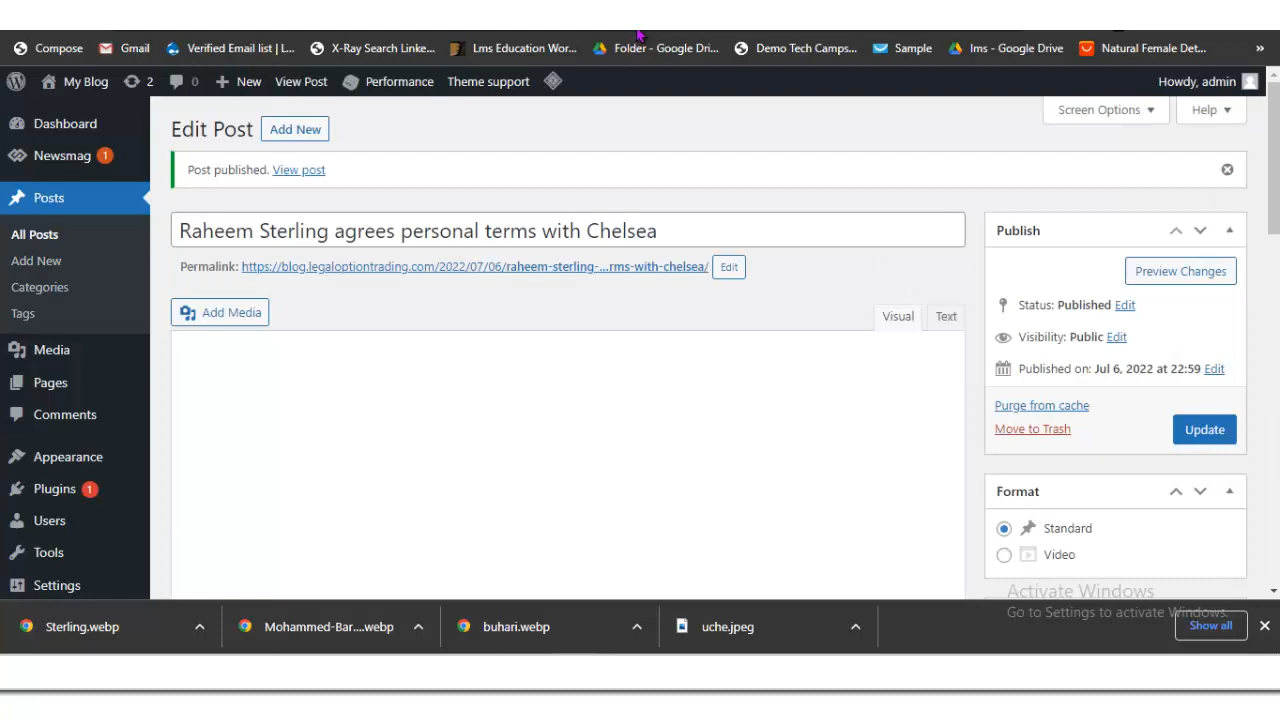 Compose Gmail Verified Email list | L... X-Ray Search Linke... Lms Education Wor... Folder - Google Dri... Demo Tech Camps... Sample lms - Google Drive Natural Female Det... »
My Blog 2 0 + New View Post Performance Theme support Howdy, admin
Screen Options ▼ Help ▼
Dashboard
Newsmag 1
Posts
All Posts
Add New
Categories
Tags
Media
Pages
Comments
Appearance
Plugins 1
Users
Tools
Settings
Edit Post Add New
Post published. View post
Raheem Sterling agrees personal terms with Chelsea
Permalink: https://blog.legaloptiontrading.com/2022/07/06/raheem-sterling-...rms-with-chelsea/ Edit
Add Media
Visual Text
Publish
Preview Changes
Status: Published Edit
Visibility: Public Edit
Published on: Jul 6, 2022 at 22:59 Edit
Purge from cache
Move to Trash
Update
Format
Standard
Video
Activate Windows
Go to Settings to activate Windows.
Sterling.webp Mohammed-Bar....webp buhari.webp uche.jpeg Show all